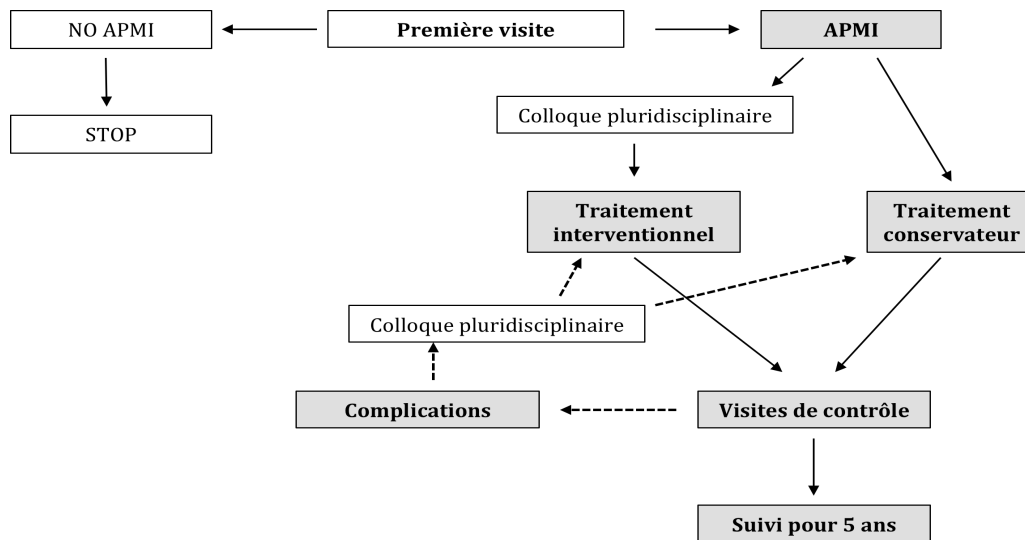 NO APMI
Première visite
APMI
STOP
Colloque pluridisciplinaire
Traitement
interventionnel
Traitement
conservateur
Colloque pluridisciplinaire
Complications
Visites de contrôle
Suivi pour 5 ans